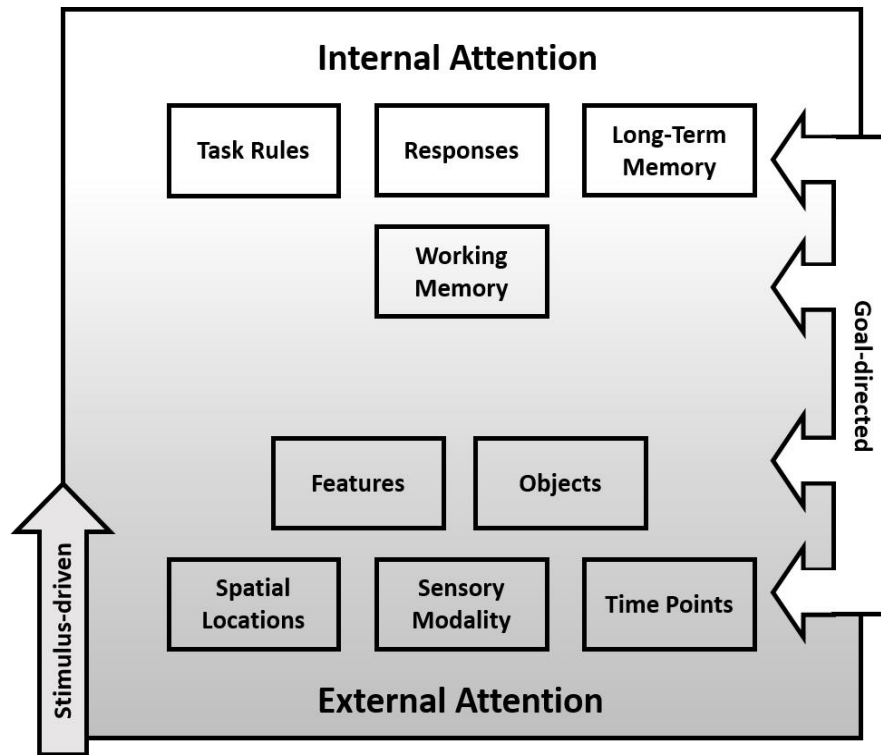 Internal Attention
Task Rules
Responses
Long-Term
Memory
Working
Memory
Goal-directed
Features
Objects
Stimulus-driven
Spatial
Locations
Sensory
Modality
Time Points
External Attention